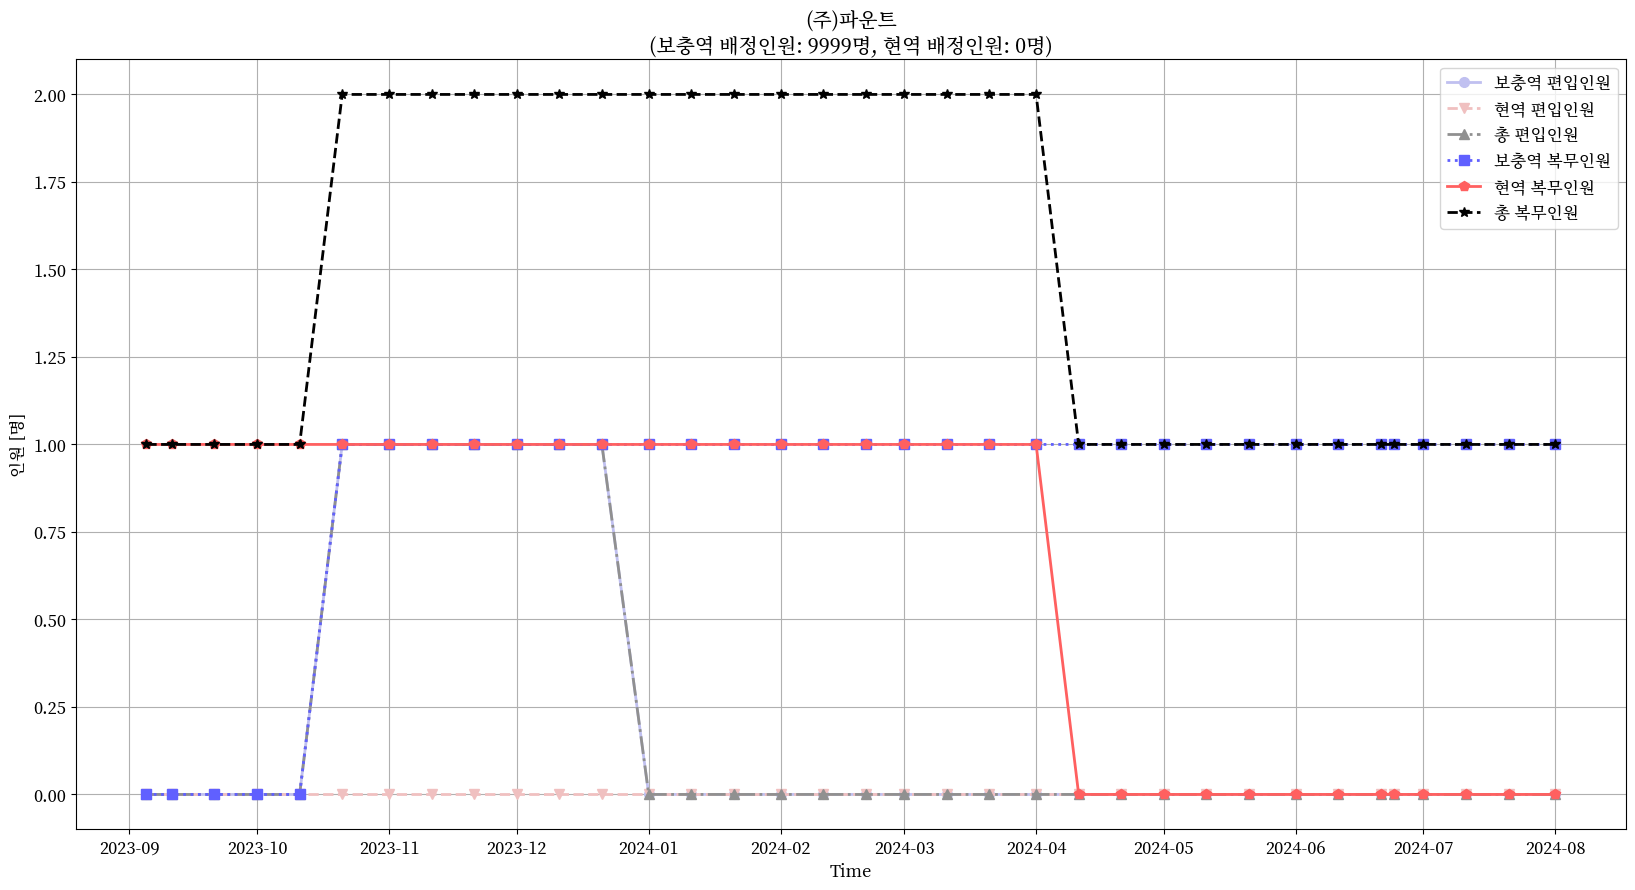 (주)파운트
(보충역 배정인원: 9999명, 현역 배정인원: 0명)
보충역 편입인원
현역 편입인원
총 편입인원
보충역 복무인원
현역 복무인원
총 복무인원
인원 [명]
2.00
1.75
1.50
1.25
1.00
0.75
0.50
0.25
0.00
2023-09 2023-10 2023-11 2023-12 2024-01 2024-02 2024-03 2024-04 2024-05 2024-06 2024-07 2024-08
Time